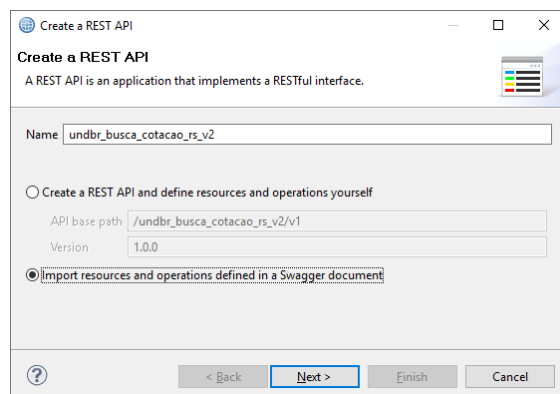 Create a REST API
Create a REST API
A REST API is an application that implements a RESTful interface.
Name undbr_busca_cotacao_rs_v2
Create a REST API and define resources and operations yourself
API base path /undbr_busca_cotacao_rs_v2/v1
Version 1.0.0
Import resources and operations defined in a Swagger document
? < Back Next > Finish Cancel